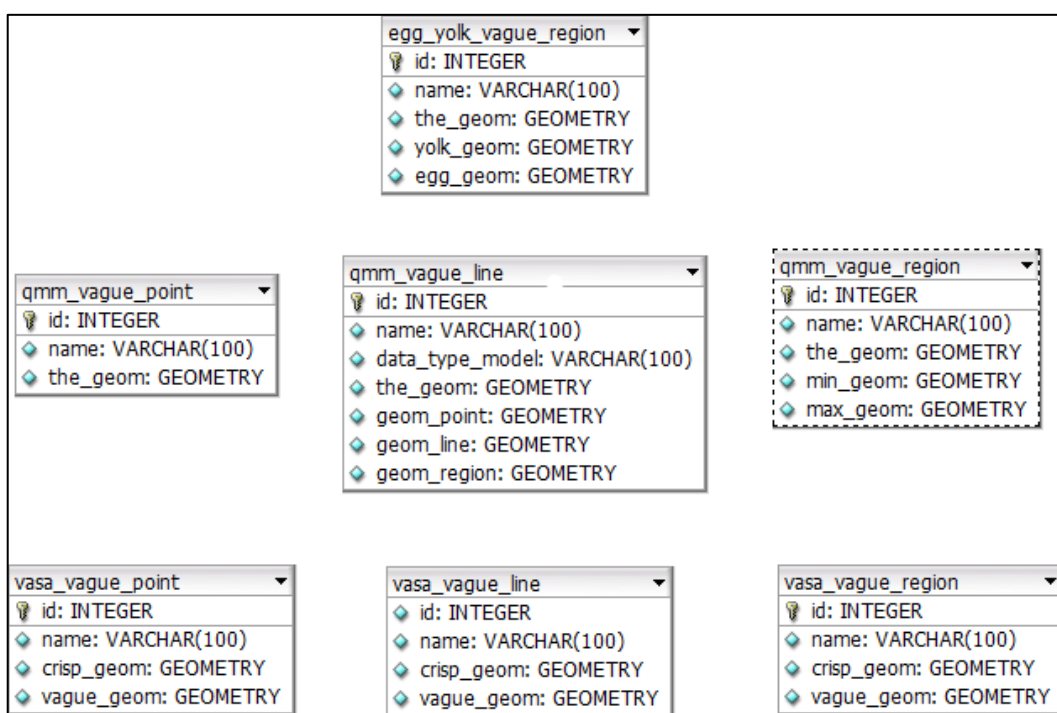 egg_yolk_vague_region
id: INTEGER
name: VARCHAR(100)
the_geom: GEOMETRY
yolk_geom: GEOMETRY
egg_geom: GEOMETRY
qmm_vague_point
id: INTEGER
name: VARCHAR(100)
the_geom: GEOMETRY
qmm_vague_line
id: INTEGER
name: VARCHAR(100)
data_type_model: VARCHAR(100)
the_geom: GEOMETRY
geom_point: GEOMETRY
geom_line: GEOMETRY
geom_region: GEOMETRY
qmm_vague_region
id: INTEGER
name: VARCHAR(100)
the_geom: GEOMETRY
min_geom: GEOMETRY
max_geom: GEOMETRY
vasa_vague_point
id: INTEGER
name: VARCHAR(100)
crisp_geom: GEOMETRY
vague_geom: GEOMETRY
vasa_vague_line
id: INTEGER
name: VARCHAR(100)
crisp_geom: GEOMETRY
vague_geom: GEOMETRY
vasa_vague_region
id: INTEGER
name: VARCHAR(100)
crisp_geom: GEOMETRY
vague_geom: GEOMETRY